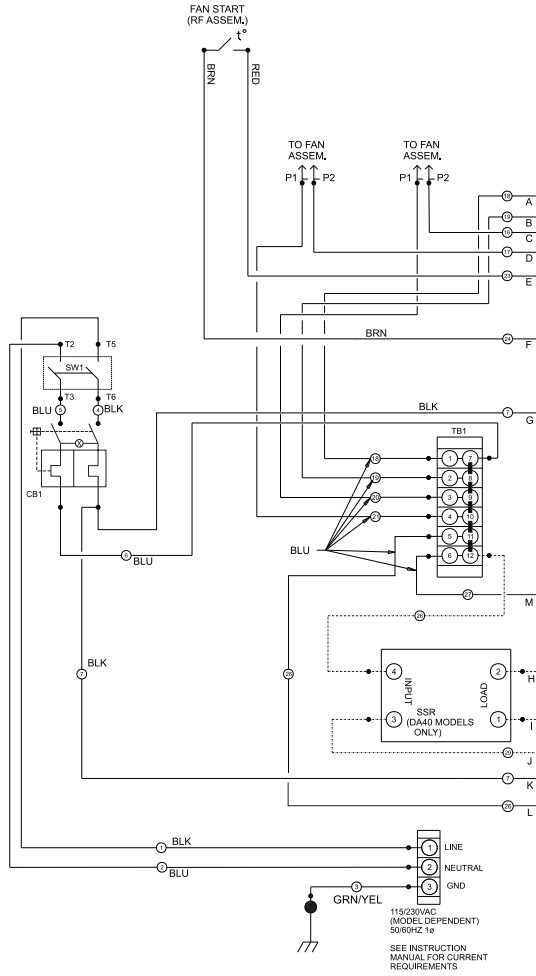 FAN START
(RF ASSEM.)
t°
BRN
RED
TO FAN
ASSEM.
TO FAN
ASSEM.
P1
P2
P1
P2
18
A
19
B
16
C
17
D
23
E
BRN
24
F
T2
T5
SW1
T3
T6
BLU
5
4
BLK
BLK
7
G
X
TB1
CB1
18
1
7
19
2
8
20
3
9
21
4
10
5
11
6
12
BLU
6
BLU
27
M
28
BLK
7
26
4
2
H
INPUT
LOAD
SSR
(DA40 MODELS
ONLY)
3
1
I
29
J
7
K
26
L
1
BLK
1
LINE
2
BLU
2
NEUTRAL
3
GRN/YEL
3
GND
115/230VAC
(MODEL DEPENDENT)
50/60HZ 1ø
SEE INSTRUCTION
MANUAL FOR CURRENT
REQUIREMENTS